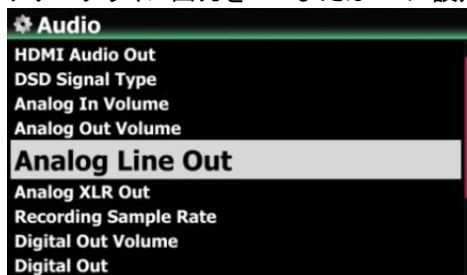 Audio
HDMI Audio Out
DSD Signal Type
Analog In Volume
Analog Out Volume
Analog Line Out
Analog XLR Out
Recording Sample Rate
Digital Out Volume
Digital Out